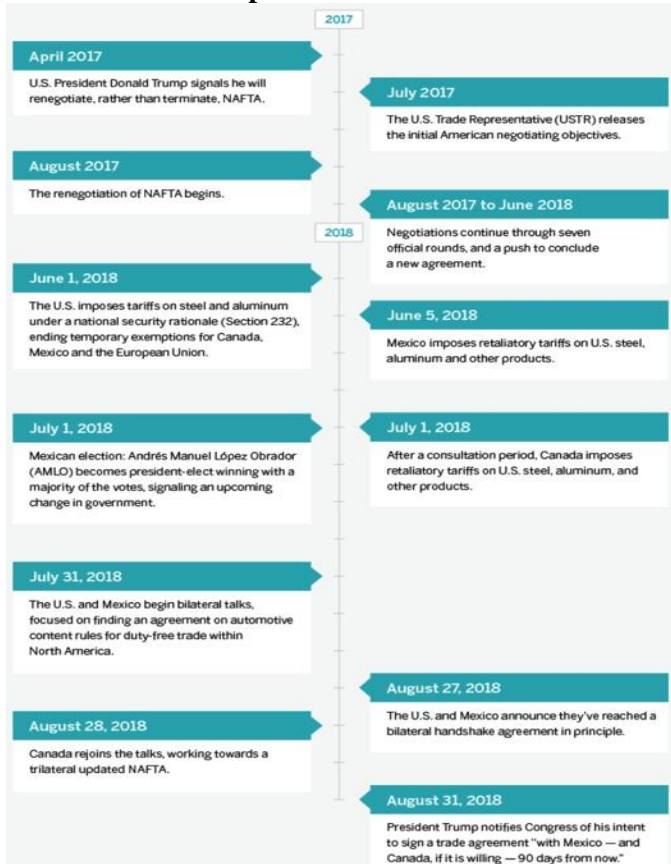 2017
April 2017
U.S. President Donald Trump signals he will
renegotiate, rather than terminate, NAFTA.
July 2017
The U.S. Trade Representative (USTR) releases
the initial American negotiating objectives.
August 2017
The renegotiation of NAFTA begins.
August 2017 to June 2018
Negotiations continue through seven
official rounds, and a push to conclude
a new agreement.
2018
June 1, 2018
The U.S. imposes tariffs on steel and aluminum
under a national security rationale (Section 232),
ending temporary exemptions for Canada,
Mexico and the European Union.
June 5, 2018
Mexico imposes retaliatory tariffs on U.S. steel,
aluminum and other products.
July 1, 2018
Mexican election: Andrés Manuel López Obrador
(AMLO) becomes president-elect winning with a
majority of the votes, signaling an upcoming
change in government.
July 1, 2018
After a consultation period, Canada imposes
retaliatory tariffs on U.S. steel, aluminum, and
other products.
July 31, 2018
The U.S. and Mexico begin bilateral talks,
focused on finding an agreement on automotive
content rules for duty-free trade within
North America.
August 27, 2018
The U.S. and Mexico announce they've reached a
bilateral handshake agreement in principle.
August 28, 2018
Canada rejoins the talks, working towards a
trilateral updated NAFTA.
August 31, 2018
President Trump notifies Congress of his intent
to sign a trade agreement "with Mexico — and
Canada, if it is willing — 90 days from now."